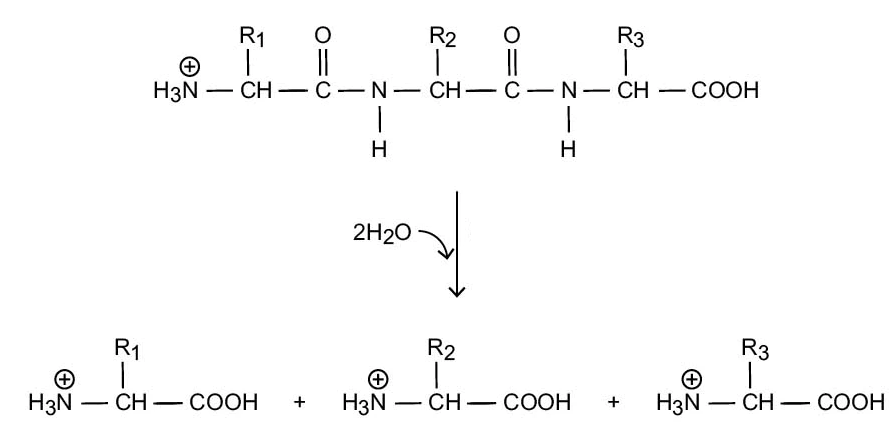 R1 O R2 O R3
⊕
H3N — CH — C — N — CH — C — N — CH — COOH
H H
2H2O
R1 R2 R3
⊕ ⊕ ⊕
H3N — CH — COOH + H3N — CH — COOH + H3N — CH — COOH